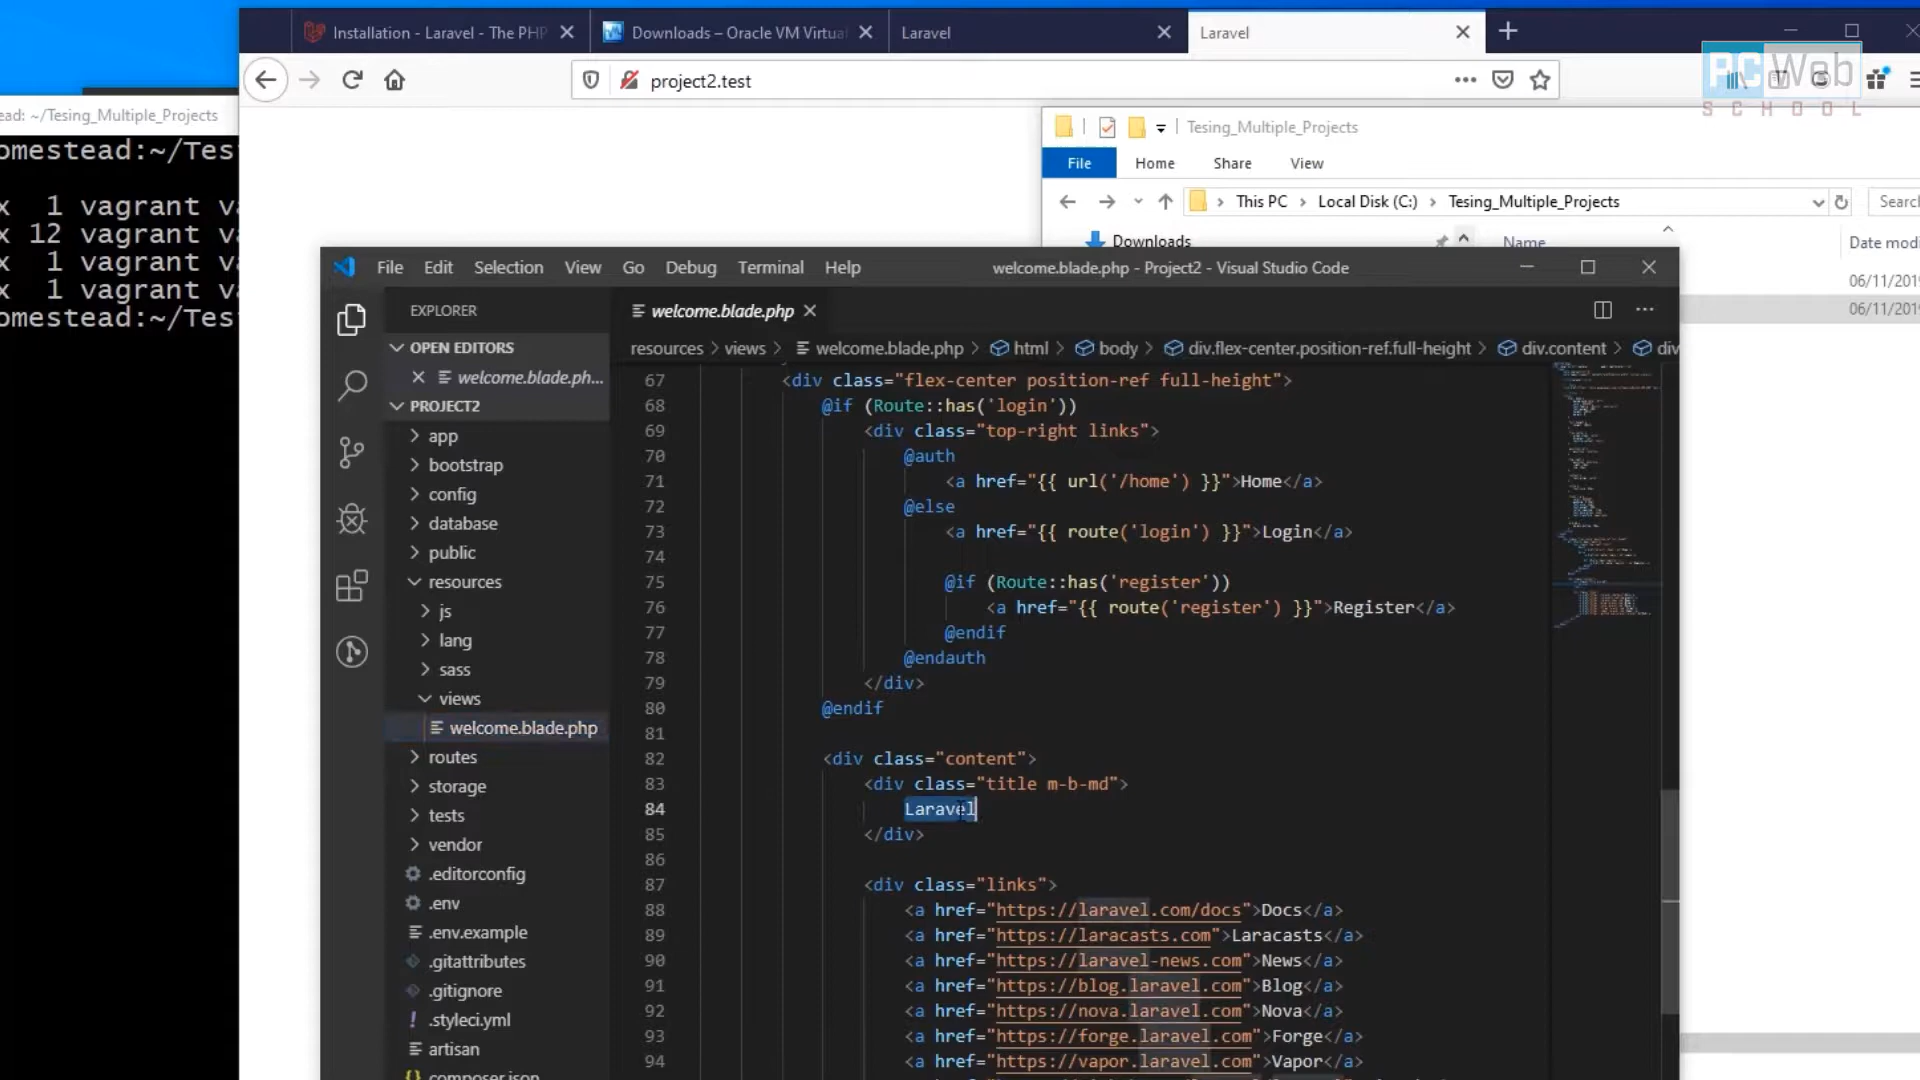 Installation - Laravel - The PHP
Downloads – Oracle VM Virtual
Laravel
Laravel
project2.test
PC Web
SCHOOL
ead: ~/Tesing_Multiple_Projects
omestead:~/Tes
x 1 vagrant va
x 12 vagrant va
x 1 vagrant va
x 1 vagrant va
omestead:~/Tes
Tesing_Multiple_Projects
File Home Share View
This PC > Local Disk (C:) > Tesing_Multiple_Projects
Searc
Downloads
Name
Date modi
06/11/201
06/11/201
File Edit Selection View Go Debug Terminal Help
welcome.blade.php - Project2 - Visual Studio Code
EXPLORER
OPEN EDITORS
welcome.blade.ph...
PROJECT2
app
bootstrap
config
database
public
resources
js
lang
sass
views
welcome.blade.php
routes
storage
tests
vendor
.editorconfig
.env
.env.example
.gitattributes
.gitignore
.styleci.yml
artisan
composer.json
welcome.blade.php
resources > views > welcome.blade.php > html > body > div.flex-center.position-ref.full-height > div.content > div
67 <div class="flex-center position-ref full-height">
68 @if (Route::has('login'))
69 <div class="top-right links">
70 @auth
71 <a href="{{ url('/home') }}">Home</a>
72 @else
73 <a href="{{ route('login') }}">Login</a>
74
75 @if (Route::has('register'))
76 <a href="{{ route('register') }}">Register</a>
77 @endif
78 @endauth
79 </div>
80 @endif
81
82 <div class="content">
83 <div class="title m-b-md">
84 Laravel
85 </div>
86
87 <div class="links">
88 <a href="https://laravel.com/docs">Docs</a>
89 <a href="https://laracasts.com">Laracasts</a>
90 <a href="https://laravel-news.com">News</a>
91 <a href="https://blog.laravel.com">Blog</a>
92 <a href="https://nova.laravel.com">Nova</a>
93 <a href="https://forge.laravel.com">Forge</a>
94 <a href="https://vapor.laravel.com">Vapor</a>